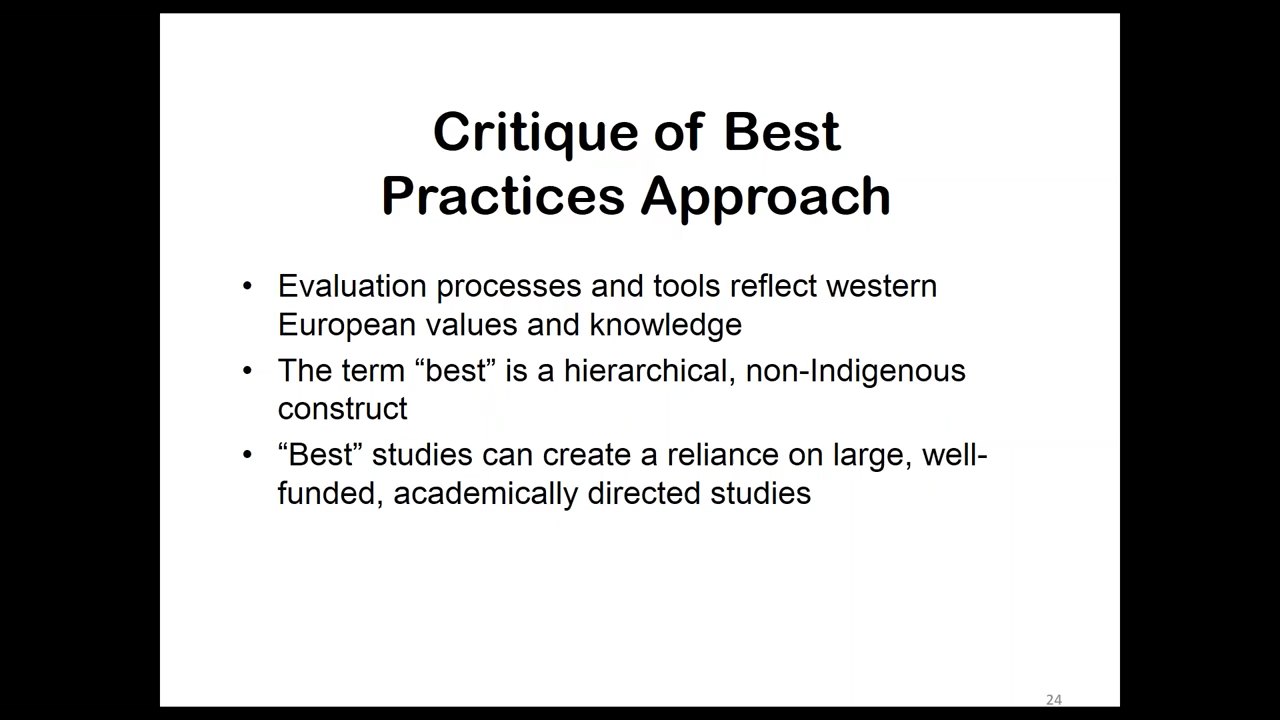 Critique of Best
Practices Approach
• Evaluation processes and tools reflect western
European values and knowledge
• The term “best” is a hierarchical, non-Indigenous
construct
• “Best” studies can create a reliance on large, well-
funded, academically directed studies
24